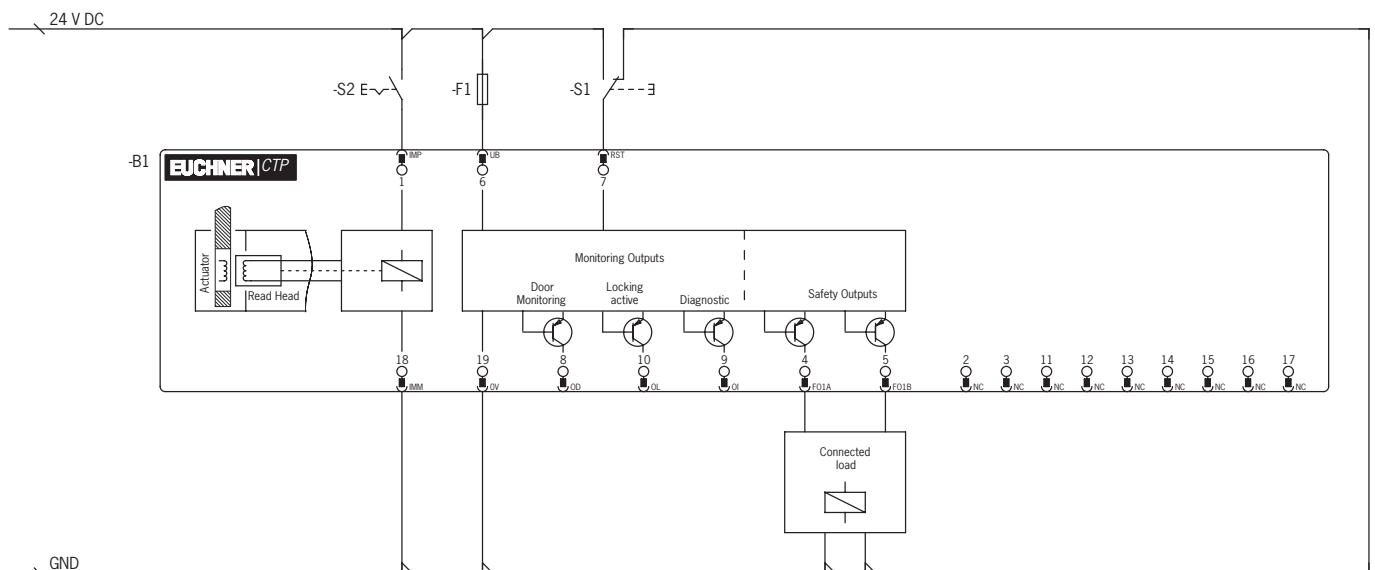 24 V DC
-S2
-F1
-S1
-B1
EUCHNER CTP
IMP
UB
RST
1
6
7
Actuator
Read Head
Monitoring Outputs
Door
Monitoring
Locking
active
Diagnostic
Safety Outputs
18
19
8
10
9
4
5
2
3
11
12
13
14
15
16
17
IMM
0V
OD
OL
OI
FO1A
FO1B
NC
NC
NC
NC
NC
NC
NC
NC
NC
Connected
load
GND